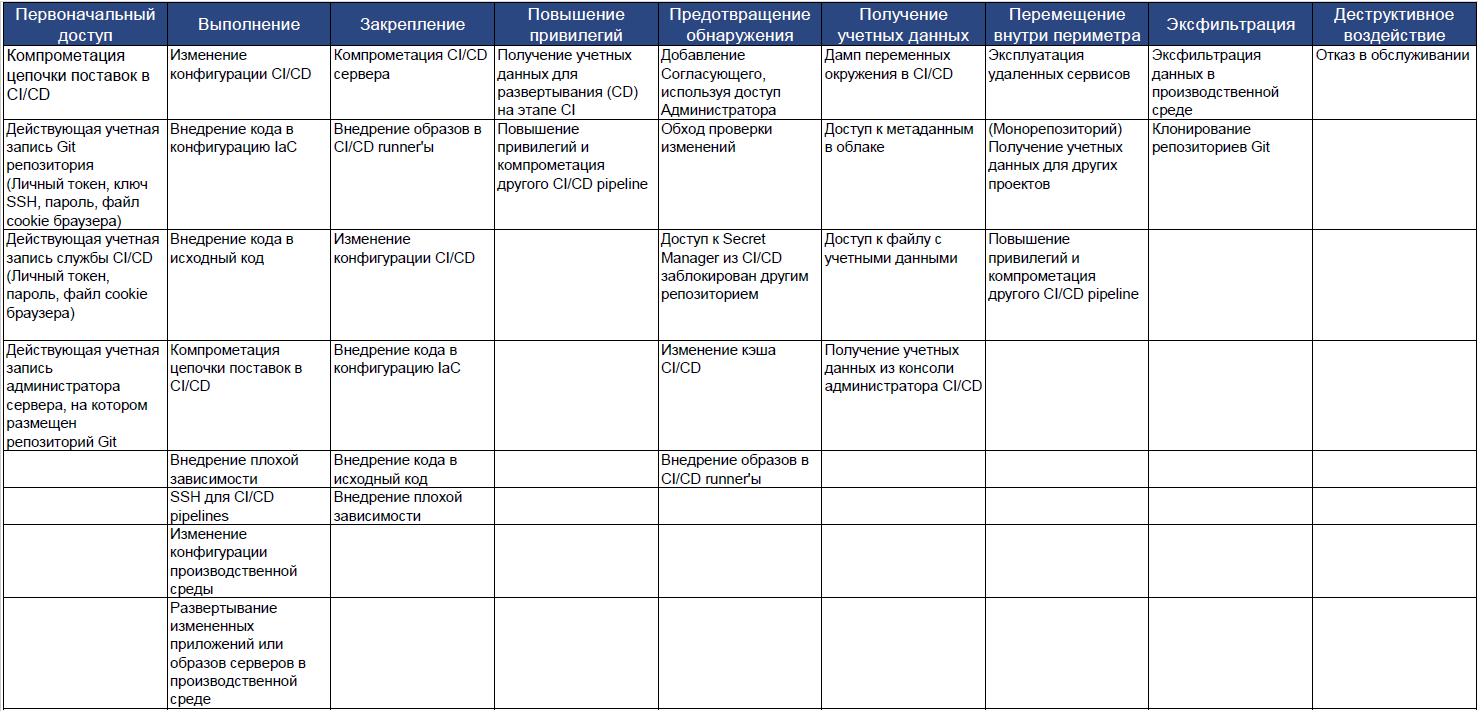 Первоначальный
доступ
Выполнение
Закрепление
Повышение
привилегий
Предотвращение
обнаружения
Получение
учетных данных
Перемещение
внутри периметра
Эксфильтрация
Деструктивное
воздействие
Компрометация
цепочки поставок в
CI/CD
Изменение
конфигурации CI/CD
Компрометация CI/CD
сервера
Получение учетных
данных для
развертывания (CD)
на этапе CI
Добавление
Согласующего,
используя доступ
Администратора
Дамп переменных
окружения в CI/CD
Эксплуатация
удаленных сервисов
Эксфильтрация
данных в
производственной
среде
Отказ в обслуживании
Действующая учетная
запись Git
репозитория
(Личный токен, ключ
SSH, пароль, файл
cookie браузера)
Внедрение кода в
конфигурацию IaC
Внедрение образов в
CI/CD runner'ы
Повышение
привилегий и
компрометация
другого CI/CD pipeline
Обход проверки
изменений
Доступ к метаданным
в облаке
(Монорепозиторий)
Получение учетных
данных для других
проектов
Клонирование
репозиториев Git
Действующая учетная
запись службы CI/CD
(Личный токен,
пароль, файл cookie
браузера)
Внедрение кода в
исходный код
Изменение
конфигурации CI/CD
Доступ к Secret
Manager из CI/CD
заблокирован другим
репозиторием
Доступ к файлу с
учетными данными
Повышение
привилегий и
компрометация
другого CI/CD pipeline
Действующая учетная
запись
администратора
сервера, на котором
размещен
репозиторий Git
Компрометация
цепочки поставок в
CI/CD
Внедрение кода в
конфигурацию IaC
Изменение кэша
CI/CD
Получение учетных
данных из консоли
администратора CI/CD
Внедрение плохой
зависимости
Внедрение кода в
исходный код
Внедрение образов в
CI/CD runner'ы
SSH для CI/CD
pipelines
Внедрение плохой
зависимости
Изменение
конфигурации
производственной
среды
Развертывание
измененных
приложений или
образов серверов в
производственной
среде